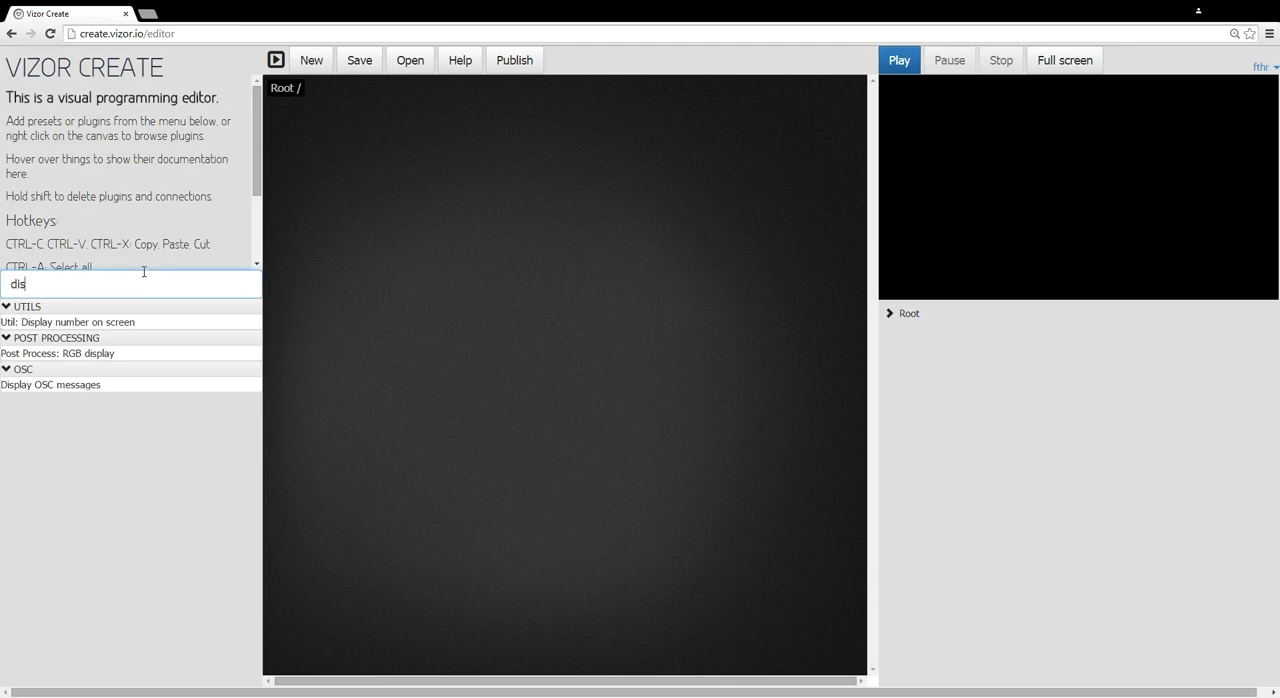 Vizor Create
create.vizor.io/editor
VIZOR CREATE
This is a visual programming editor.
Add presets or plugins from the menu below, or
right click on the canvas to browse plugins.
Hover over things to show their documentation
here.
Hold shift to delete plugins and connections.
Hotkeys:
CTRL-C, CTRL-V, CTRL-X: Copy, Paste, Cut
CTRL-A: Select all
dis
UTILS
Util: Display number on screen
POST PROCESSING
Post Process: RGB display
OSC
Display OSC messages
New Save Open Help Publish
Root /
Play Pause Stop Full screen
fthr
Root